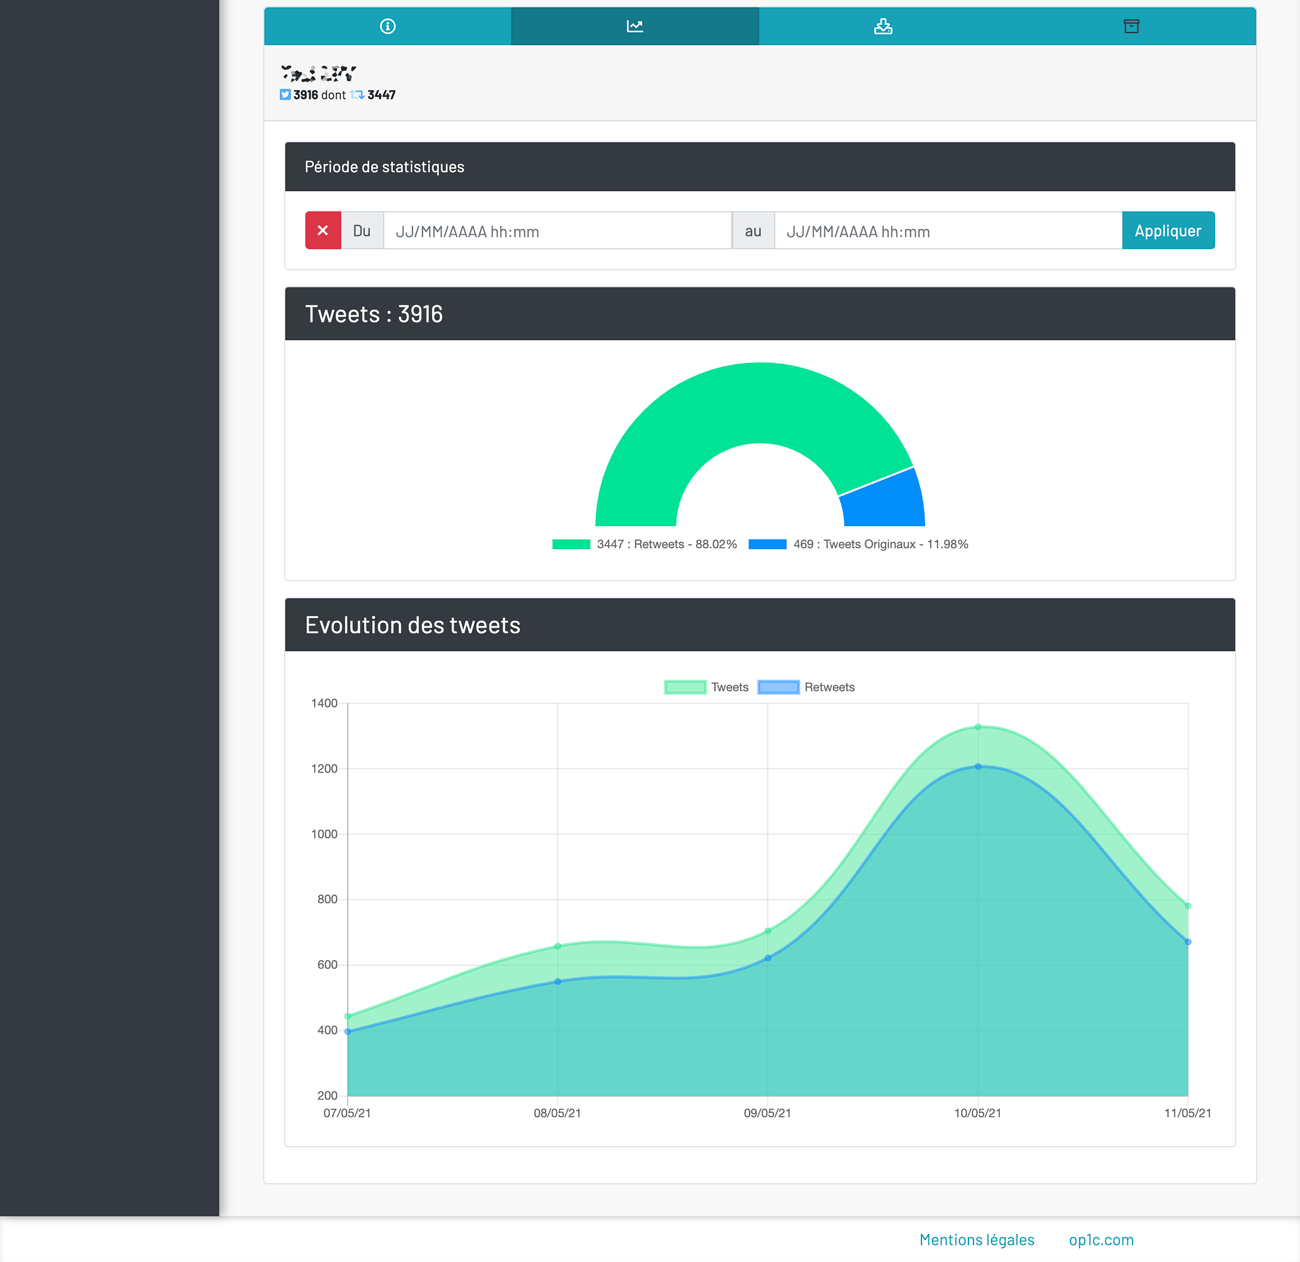 3916 dont 3447
Période de statistiques
Du JJ/MM/AAAA hh:mm au JJ/MM/AAAA hh:mm Appliquer
Tweets : 3916
3447 : Retweets - 88.02% 469 : Tweets Originaux - 11.98%
Evolution des tweets
Tweets Retweets
1400
1200
1000
800
600
400
200
07/05/21 08/05/21 09/05/21 10/05/21 11/05/21
Mentions légales op1c.com